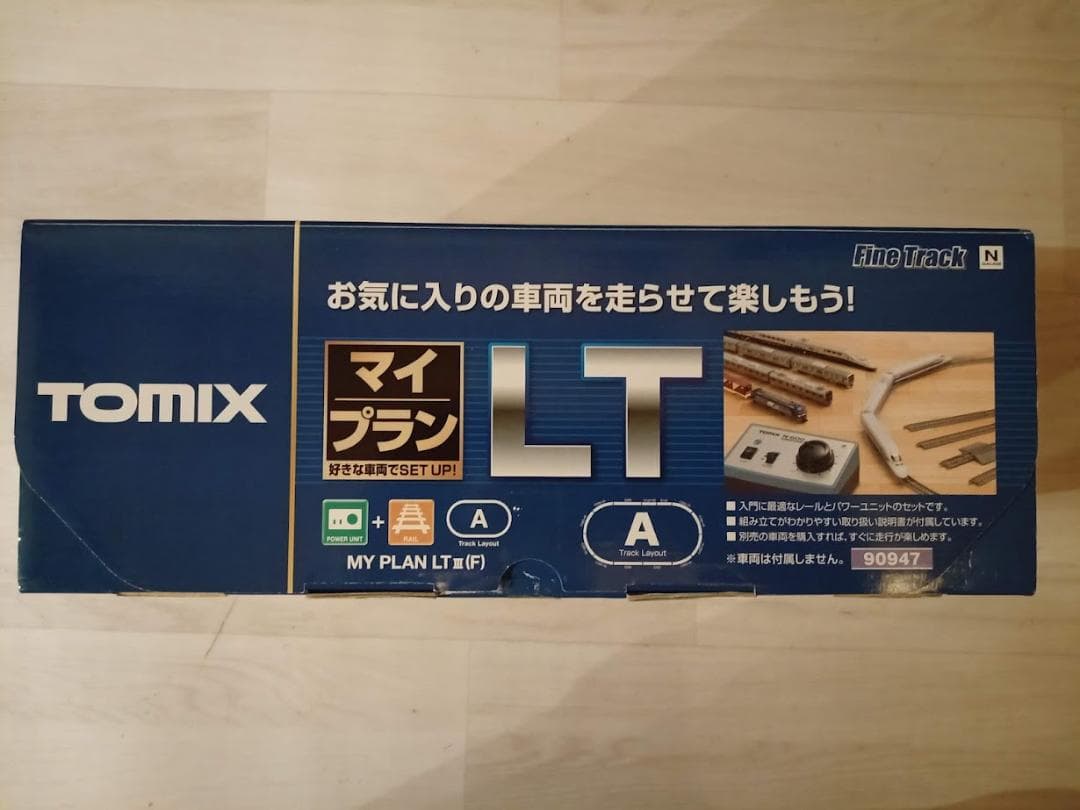 Fine Track N
お気に入りの車両を走らせて楽しもう!
TOMIX
マイ
プラン
好きな車両でSET UP!
LT
TOMIX N-600
POWER UNIT
+
RAIL
A
Track Layout
MY PLAN LTⅢ(F)
A
Track Layout
■入門に最適なレールとパワーユニットのセットです。
■組み立てがわかりやすい取り扱い説明書が付属しています。
■別売の車両を購入すれば、すぐに走行が楽しめます。
※車両は付属しません。 90947